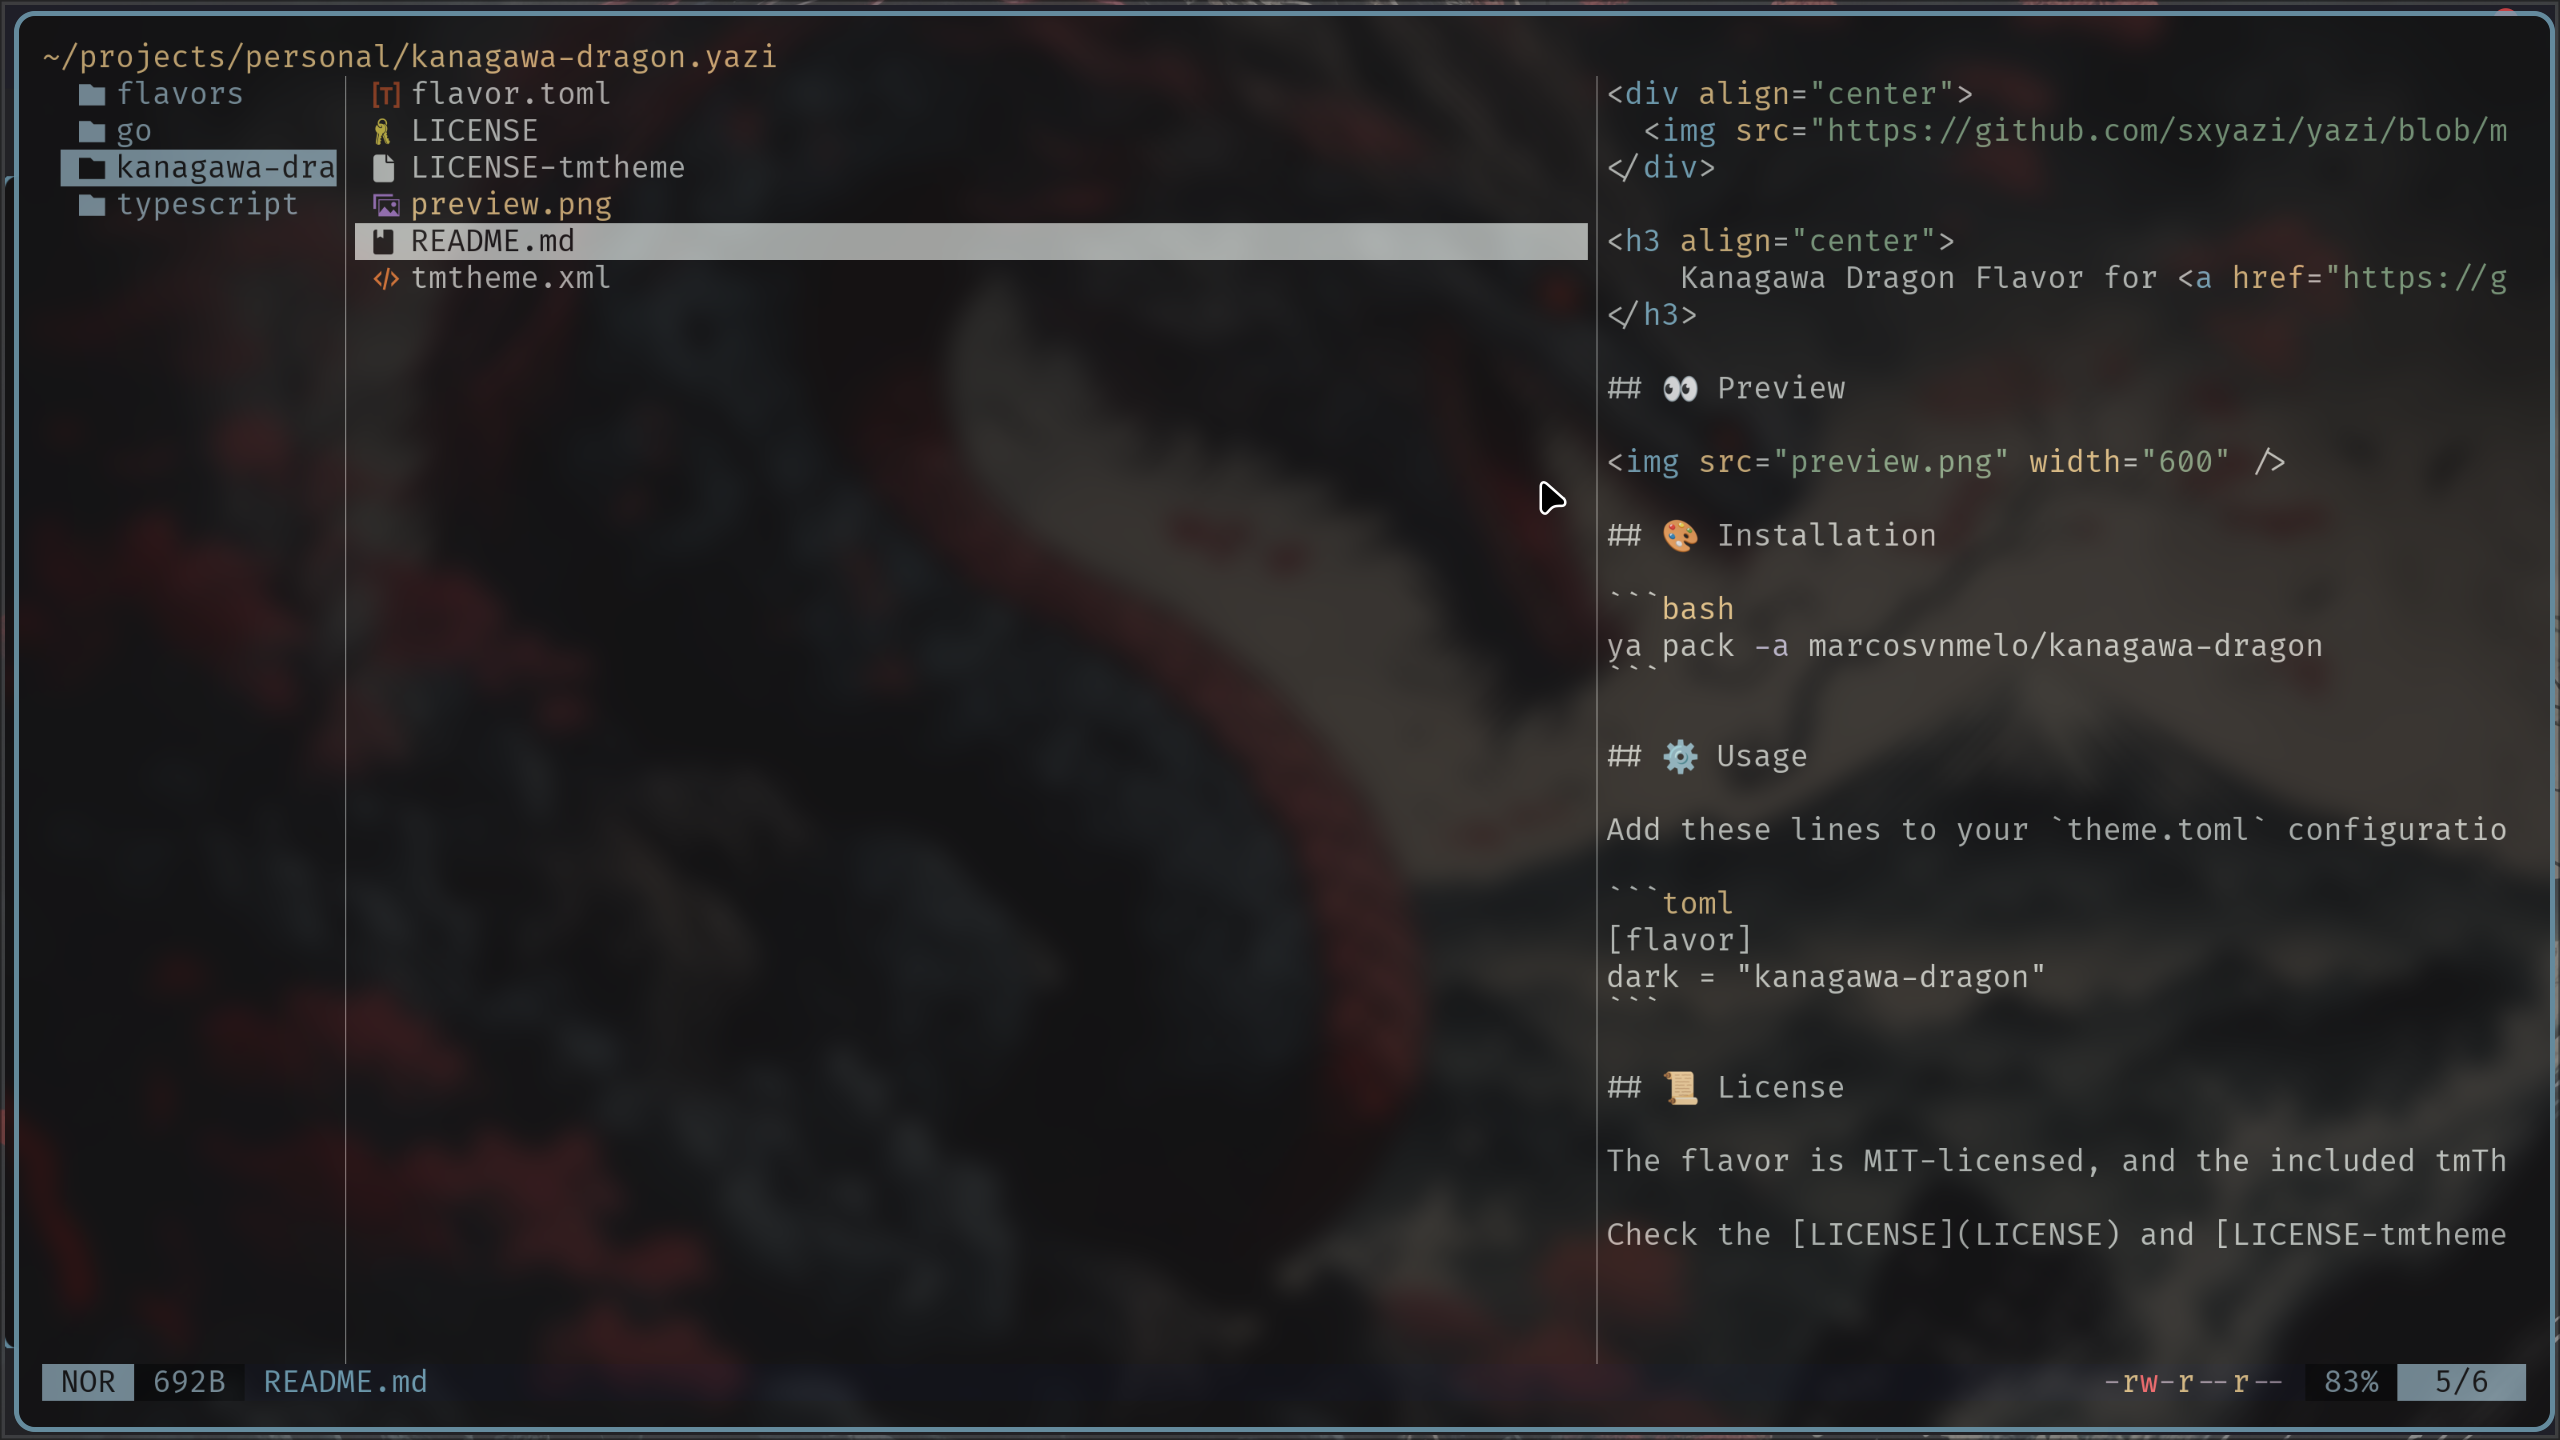 ~/projects/personal/kanagawa-dragon.yazi
flavors
go
kanagawa-dra
typescript
flavor.toml
LICENSE
LICENSE-tmtheme
preview.png
README.md
tmtheme.xml
<div align="center">
  <img src="https://github.com/sxyazi/yazi/blob/m
</div>
<h3 align="center">
    Kanagawa Dragon Flavor for <a href="https://g
</h3>
## 👀 Preview
<img src="preview.png" width="600" />
## 🎨 Installation
```bash
ya pack -a marcosvnmelo/kanagawa-dragon
```
## ⚙️ Usage
Add these lines to your `theme.toml` configuratio
```toml
[flavor]
dark = "kanagawa-dragon"
```
## 📜 License
The flavor is MIT-licensed, and the included tmTh
Check the [LICENSE](LICENSE) and [LICENSE-tmtheme
NOR 692B README.md
-rw-r--r-- 83% 5/6